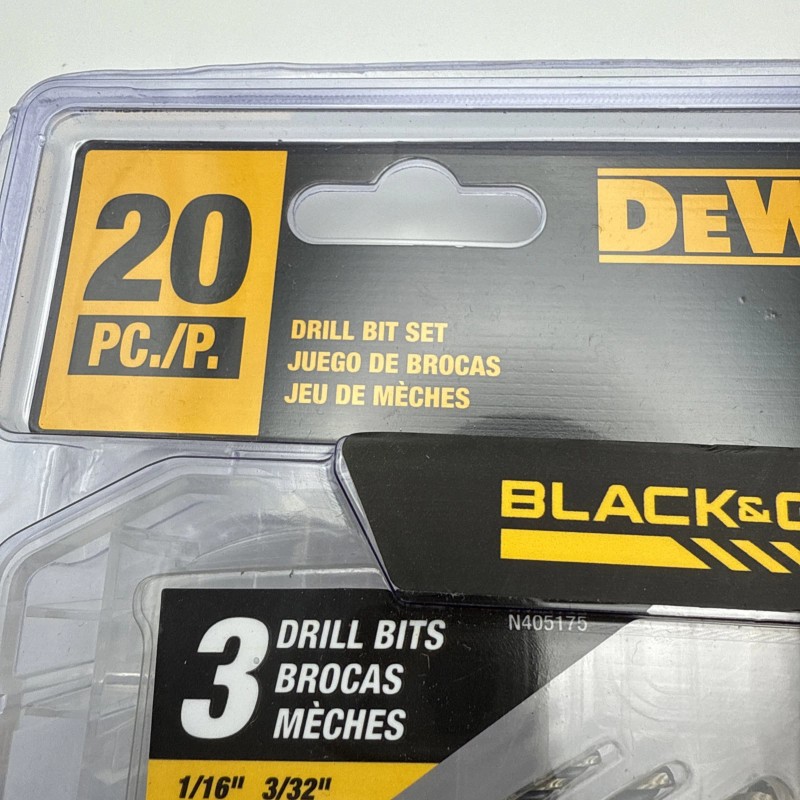 20
PC./P.
DRILL BIT SET
JUEGO DE BROCAS
JEU DE MÈCHES
DEW
BLACK&G
N405175
3
DRILL BITS
BROCAS
MÈCHES
1/16" 3/32"